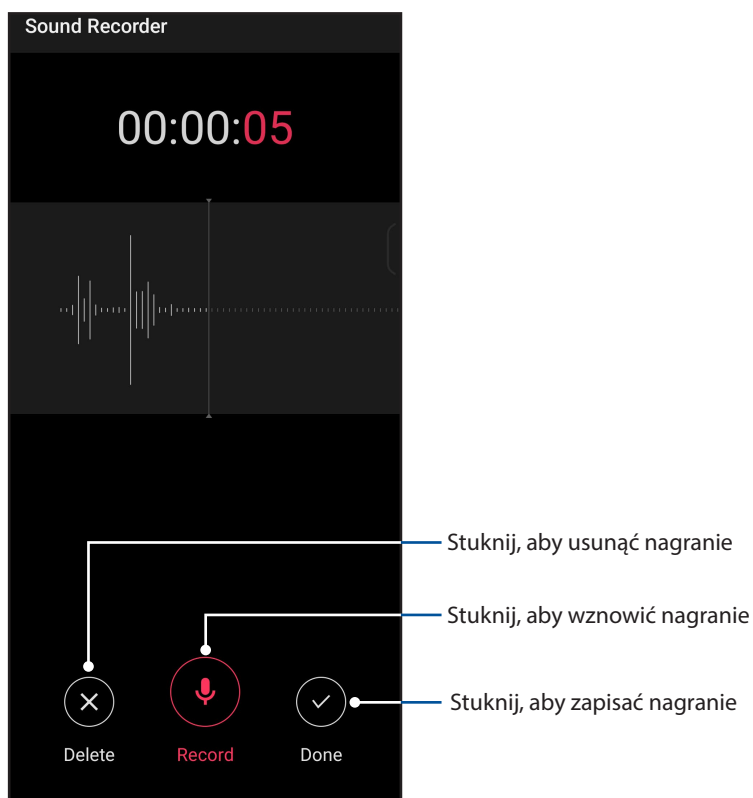 Sound Recorder
00:00:05
Stuknij, aby usunąć nagranie
Stuknij, aby wznowić nagranie
Stuknij, aby zapisać nagranie
Delete
Record
Done